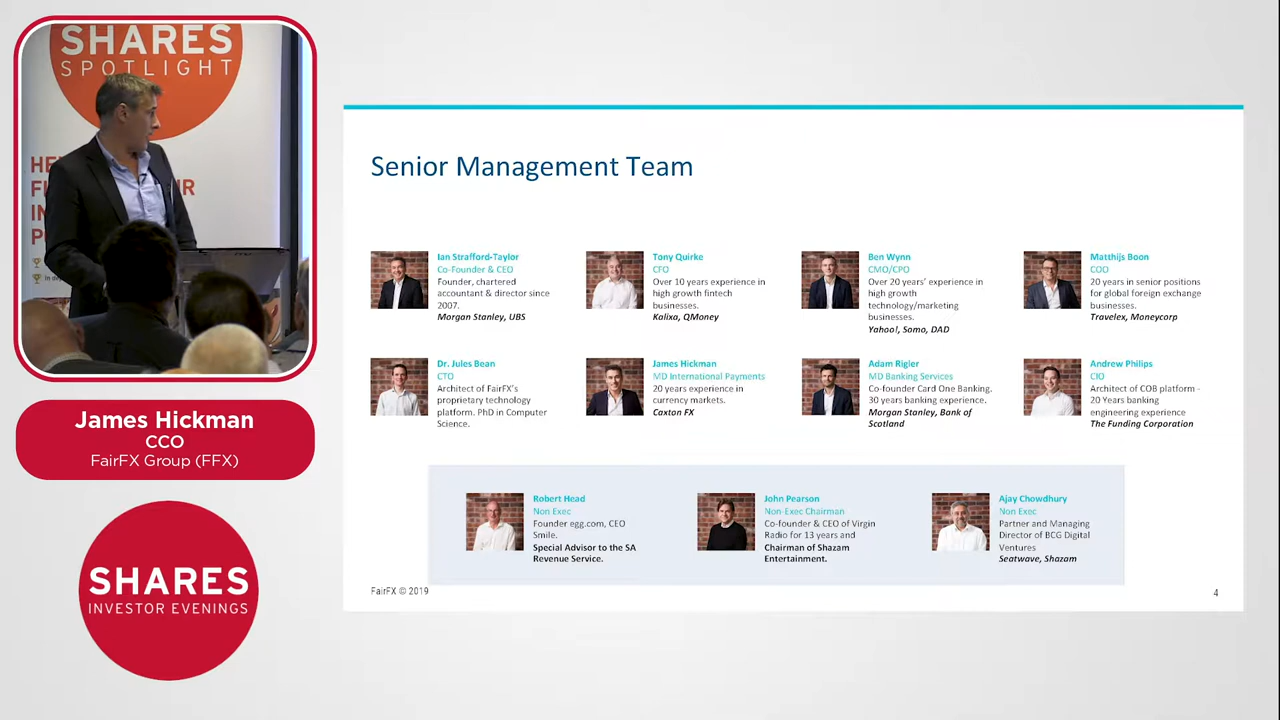 SHARES
SPOTLIGHT
James Hickman
CCO
FairFX Group (FFX)
SHARES
INVESTOR EVENINGS
Senior Management Team
Ian Strafford-Taylor
Co-Founder & CEO
Founder, chartered
accountant & director since
2007.
Morgan Stanley, UBS
Tony Quirke
CFO
Over 10 years experience in
high growth fintech
businesses.
Kalixa, QMoney
Ben Wynn
CMO/CPO
Over 20 years' experience in
high growth
technology/marketing
businesses.
Yahoo!, Somo, DAD
Matthijs Boon
COO
20 years in senior positions
for global foreign exchange
businesses.
Travelex, Moneycorp
Dr. Jules Bean
CTO
Architect of FairFX's
proprietary technology
platform. PhD in Computer
Science.
James Hickman
MD International Payments
20 years experience in
currency markets.
Caxton FX
Adam Rigler
MD Banking Services
Co-founder Card One Banking.
30 years banking experience.
Morgan Stanley, Bank of
Scotland
Andrew Philips
CIO
Architect of COB platform -
20 Years banking
engineering experience
The Funding Corporation
Robert Head
Non Exec
Founder egg.com, CEO
Smile.
Special Advisor to the SA
Revenue Service.
John Pearson
Non-Exec Chairman
Co-founder & CEO of Virgin
Radio for 13 years and
Chairman of Shazam
Entertainment.
Ajay Chowdhury
Non Exec
Partner and Managing
Director of BCG Digital
Ventures
Seatwave, Shazam
FairFX © 2019
4